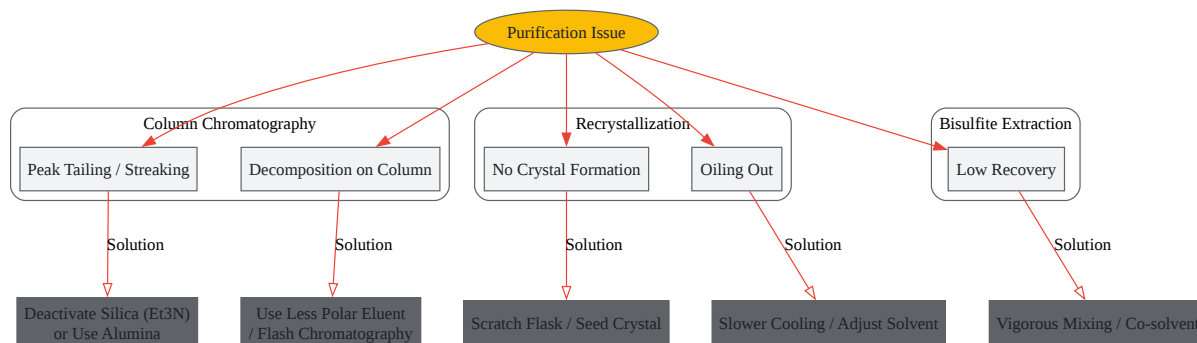 Purification Issue
Column Chromatography
Recrystallization
Bisulfite Extraction
Peak Tailing / Streaking
Decomposition on Column
No Crystal Formation
Oiling Out
Low Recovery
Solution
Solution
Solution
Solution
Solution
Deactivate Silica (Et3N)
or Use Alumina
Use Less Polar Eluent
/ Flash Chromatography
Scratch Flask / Seed Crystal
Slower Cooling / Adjust Solvent
Vigorous Mixing / Co-solvent